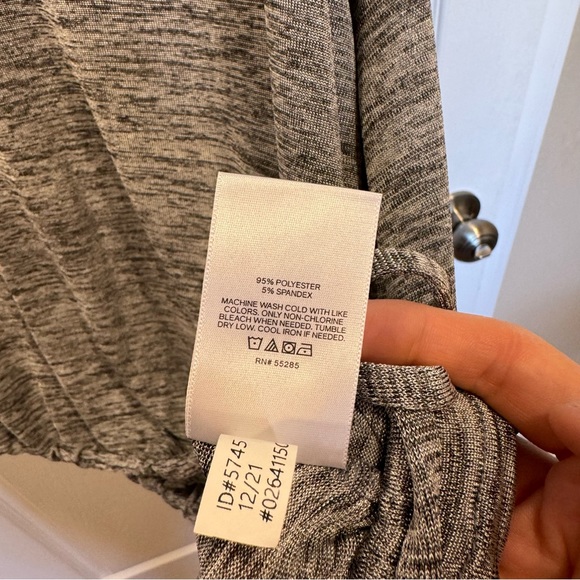 95% POLYESTER
5% SPANDEX
MACHINE WASH COLD WITH LIKE
COLORS. ONLY NON-CHLORINE
BLEACH WHEN NEEDED, TUMBLE
DRY LOW. COOL IRON IF NEEDED.
RN# 55285
ID#5745
12/21
#02641150